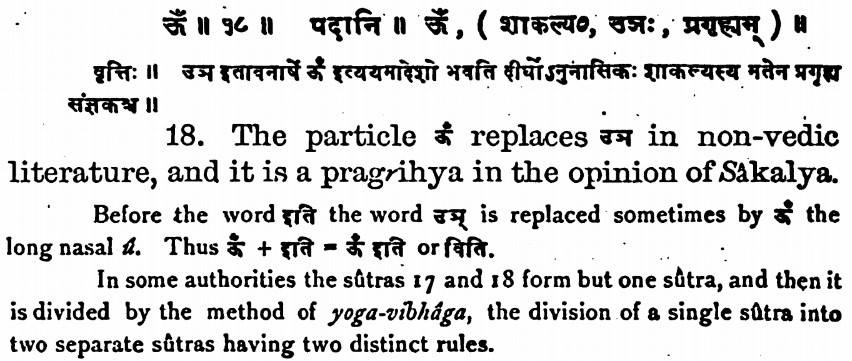 ऊँ ॥ १८ ॥ पदानि ॥ ऊँ, ( शाकल्य०, उञः, प्रगृह्यम् ) ॥
वृत्तिः ॥ उञ इतावनार्षे ऊँ इत्ययमादेशो भवति दीर्घोऽनुनासिकः शाकल्यस्य मतेन प्रगृह्य
संज्ञकश्च ॥
18. The particle ऊँ replaces उञ in non-vedic
literature, and it is a pragrihya in the opinion of Sâkalya.
Before the word इति the word उञ् is replaced sometimes by ऊँ the
long nasal û. Thus ऊँ + इति = ऊँ इति or विति.
In some authorities the sûtras 17 and 18 form but one sûtra, and then it
is divided by the method of yoga-vibhâga, the division of a single sûtra into
two separate sûtras having two distinct rules.